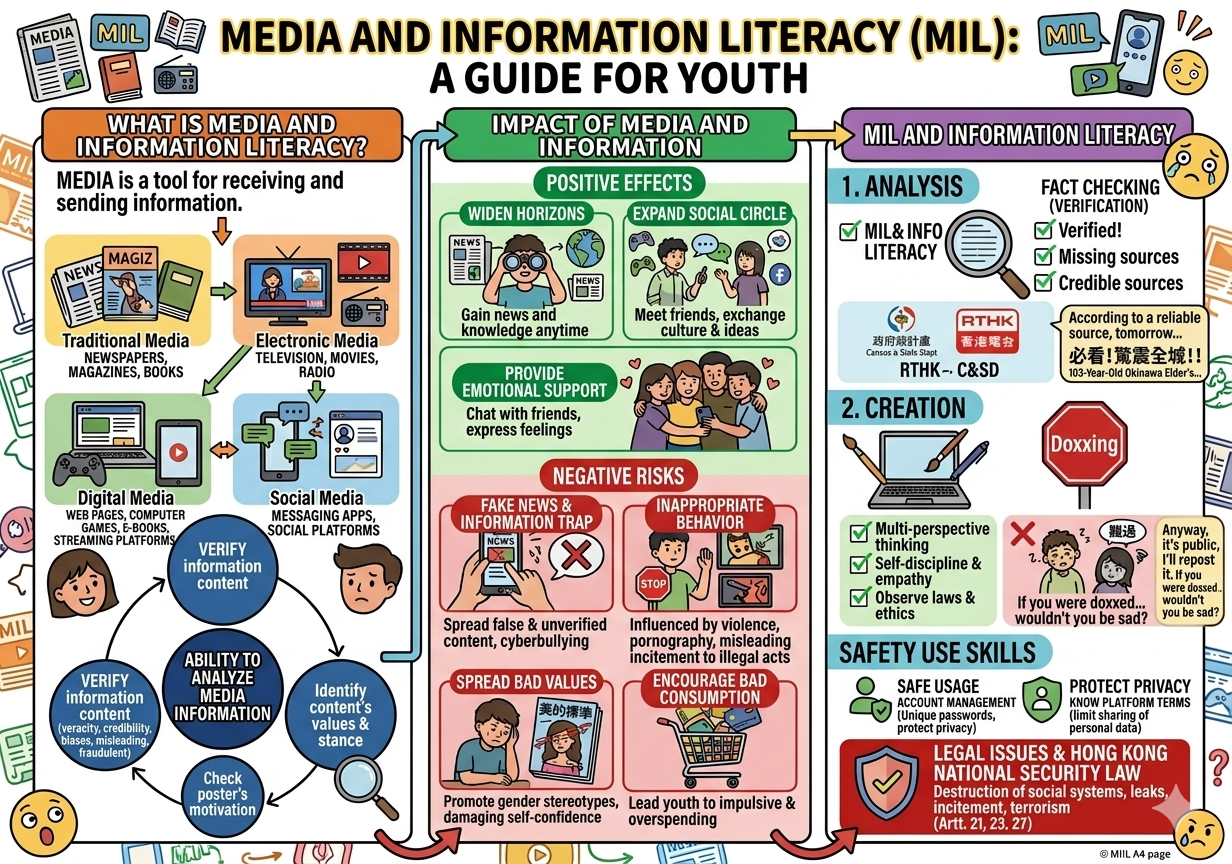 MEDIA
MIL
MEDIA AND INFORMATION LITERACY (MIL):
A GUIDE FOR YOUTH
MIL
WHAT IS MEDIA AND
INFORMATION LITERACY?
MEDIA is a tool for receiving and
sending information.
NEWS
MAGIZ
Traditional Media
NEWSPAPERS,
MAGAZINES, BOOKS
Electronic Media
TELEVISION, MOVIES,
RADIO
Digital Media
WEB PAGES, COMPUTER
GAMES, E-BOOKS,
STREAMING PLATFORMS
Social Media
MESSAGING APPS,
SOCIAL PLATFORMS
VERIFY
information
content
ABILITY TO
ANALYZE
MEDIA
INFORMATION
Identify
content's
values &
stance
Check
poster's
motivation
VERIFY
information
content
(veracity, credibility,
biases, misleading,
fraudulent)
IMPACT OF MEDIA AND
INFORMATION
POSITIVE EFFECTS
WIDEN HORIZONS
NEWS
NEWS
Gain news and
knowledge anytime
EXPAND SOCIAL CIRCLE
f
Meet friends, exchange
culture & ideas
PROVIDE
EMOTIONAL SUPPORT
Chat with friends,
express feelings
NEGATIVE RISKS
FAKE NEWS &
INFORMATION TRAP
NCWS
Spread false & unverified
content, cyberbullying
INAPPROPRIATE
BEHAVIOR
STOP
Influenced by violence,
pornography, misleading
incitement to illegal acts
SPREAD BAD VALUES
美的標準
Promote gender stereotypes,
damaging self-confidence
ENCOURAGE BAD
CONSUMPTION
Lead youth to impulsive &
overspending
MIL AND INFORMATION LITERACY
1. ANALYSIS
MIL& INFO
LITERACY
FACT CHECKING
(VERIFICATION)
Verified!
Missing sources
Credible sources
Cansos à Slals Stapt
RTHK
RTHK-- C&SD
According to a reliable
source, tomorrow...
必看!驚震全城!!
103-Year-Old Okinawa Elder's...
2. CREATION
Doxxing
Multi-perspective
thinking
Self-discipline &
empathy
Observe laws &
ethics
If you were doxxed...
wouldn't you be sad?
Anyway,
it's public,
I'll repost
it. If you
were dossed..
wouldn't
you be sad?
SAFETY USE SKILLS
SAFE USAGE
ACCOUNT MANAGEMENT
(Unique passwords,
protect privacy)
PROTECT PRIVACY
KNOW PLATFORM TERMS
(limit sharing of
personal data)
LEGAL ISSUES & HONG KONG
NATIONAL SECURITY LAW
Destruction of social systems, leaks,
incitement, terrorism
(Artt. 21, 23. 27)
© MIIL A4 page